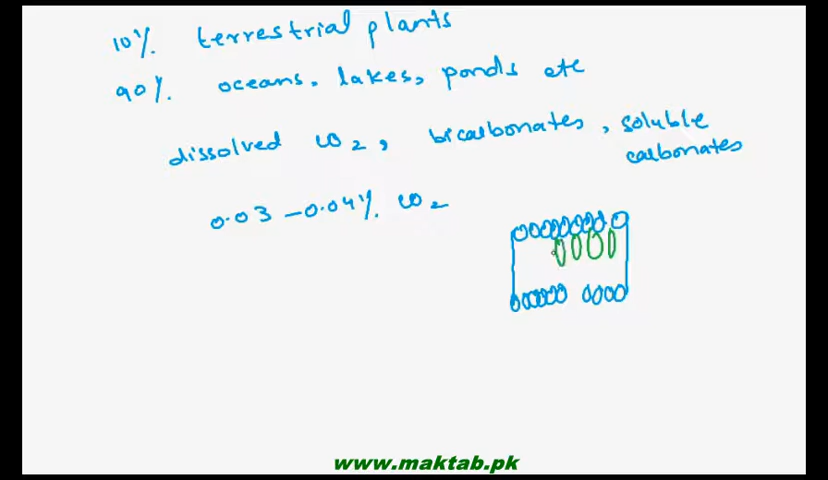 10% terrestrial plants
90% oceans, lakes, ponds etc
dissolved CO2, bicarbonates, soluble
carbonates
0.03 - 0.04% CO2
www.maktab.pk